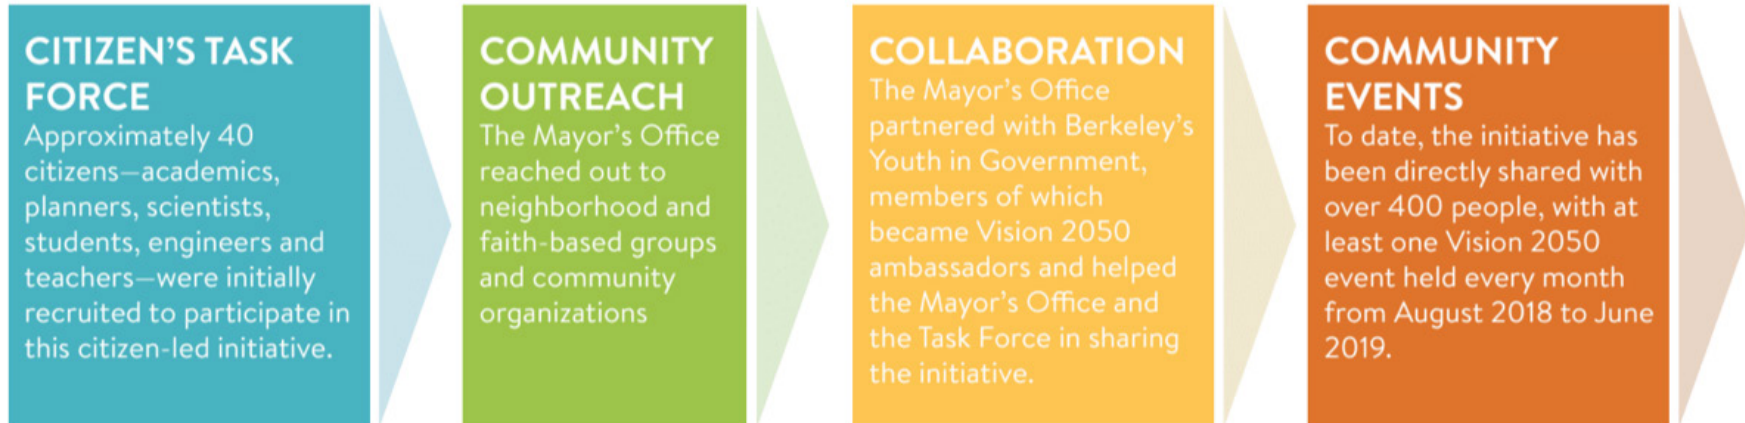 CITIZEN’S TASK
FORCE
Approximately 40
citizens—academics,
planners, scientists,
students, engineers and
teachers—were initially
recruited to participate in
this citizen-led initiative.
COMMUNITY
OUTREACH
The Mayor’s Office
reached out to
neighborhood and
faith-based groups
and community
organizations
COLLABORATION
The Mayor’s Office
partnered with Berkeley’s
Youth in Government,
members of which
became Vision 2050
ambassadors and helped
the Mayor’s Office and
the Task Force in sharing
the initiative.
COMMUNITY
EVENTS
To date, the initiative has
been directly shared with
over 400 people, with at
least one Vision 2050
event held every month
from August 2018 to June
2019.